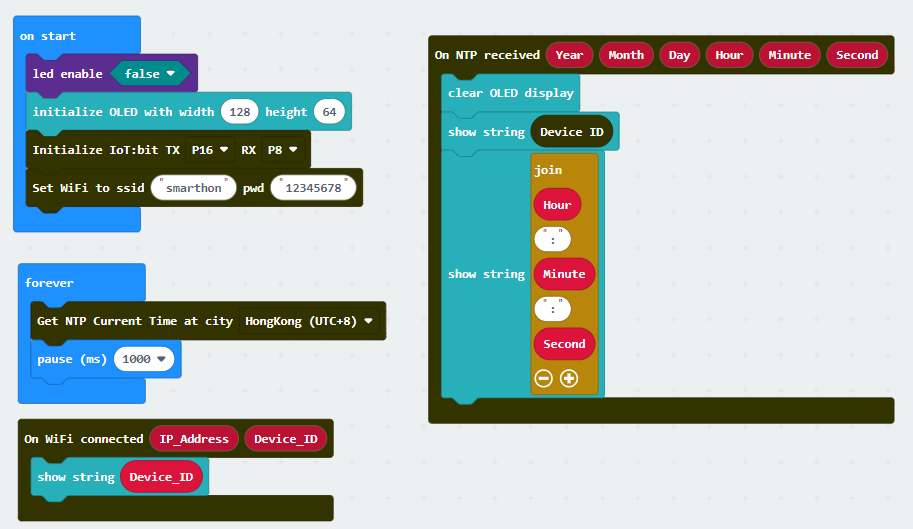 on start
led enable false
initialize OLED with width 128 height 64
Initialize IoT:bit TX P16 RX P8
Set WiFi to ssid "smarthon" pwd "12345678"
forever
Get NTP Current Time at city HongKong (UTC+8)
pause (ms) 1000
On WiFi connected IP_Address Device_ID
show string Device_ID
On NTP received Year Month Day Hour Minute Second
clear OLED display
show string Device ID
show string join
Hour
":"
Minute
":"
Second